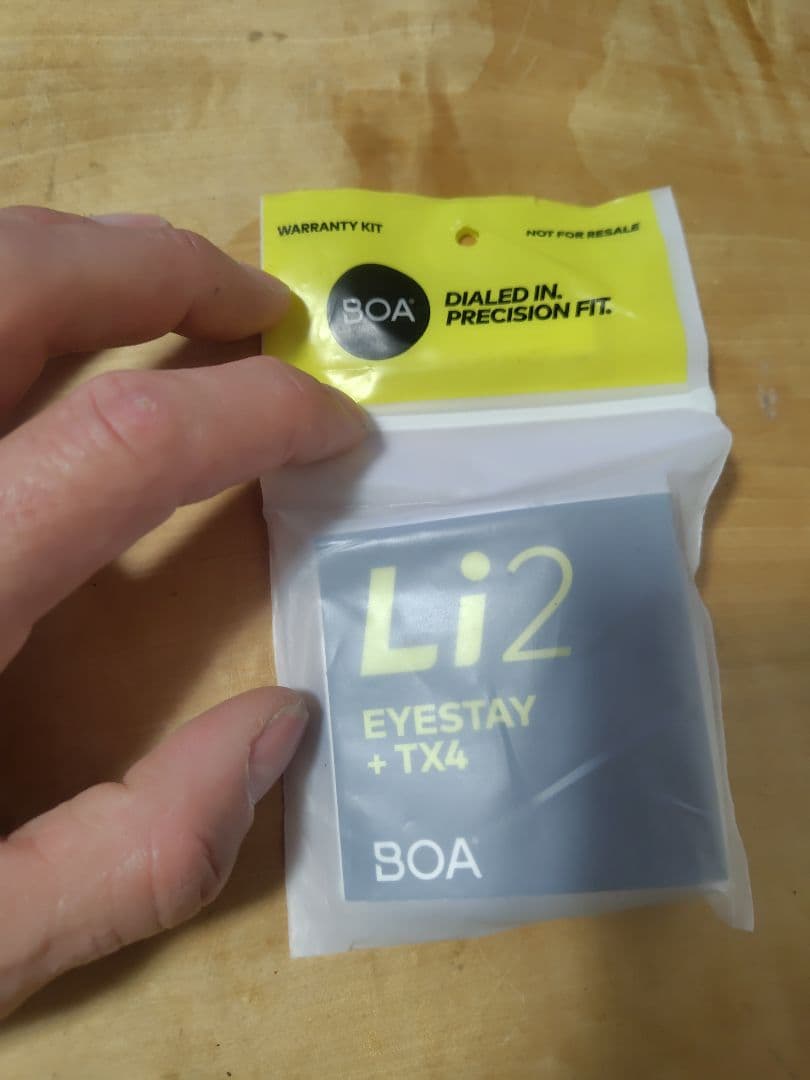 WARRANTY KIT
NOT FOR RESALE
BOA
DIALED IN.
PRECISION FIT.
Li2
EYESTAY
+ TX4
BOA